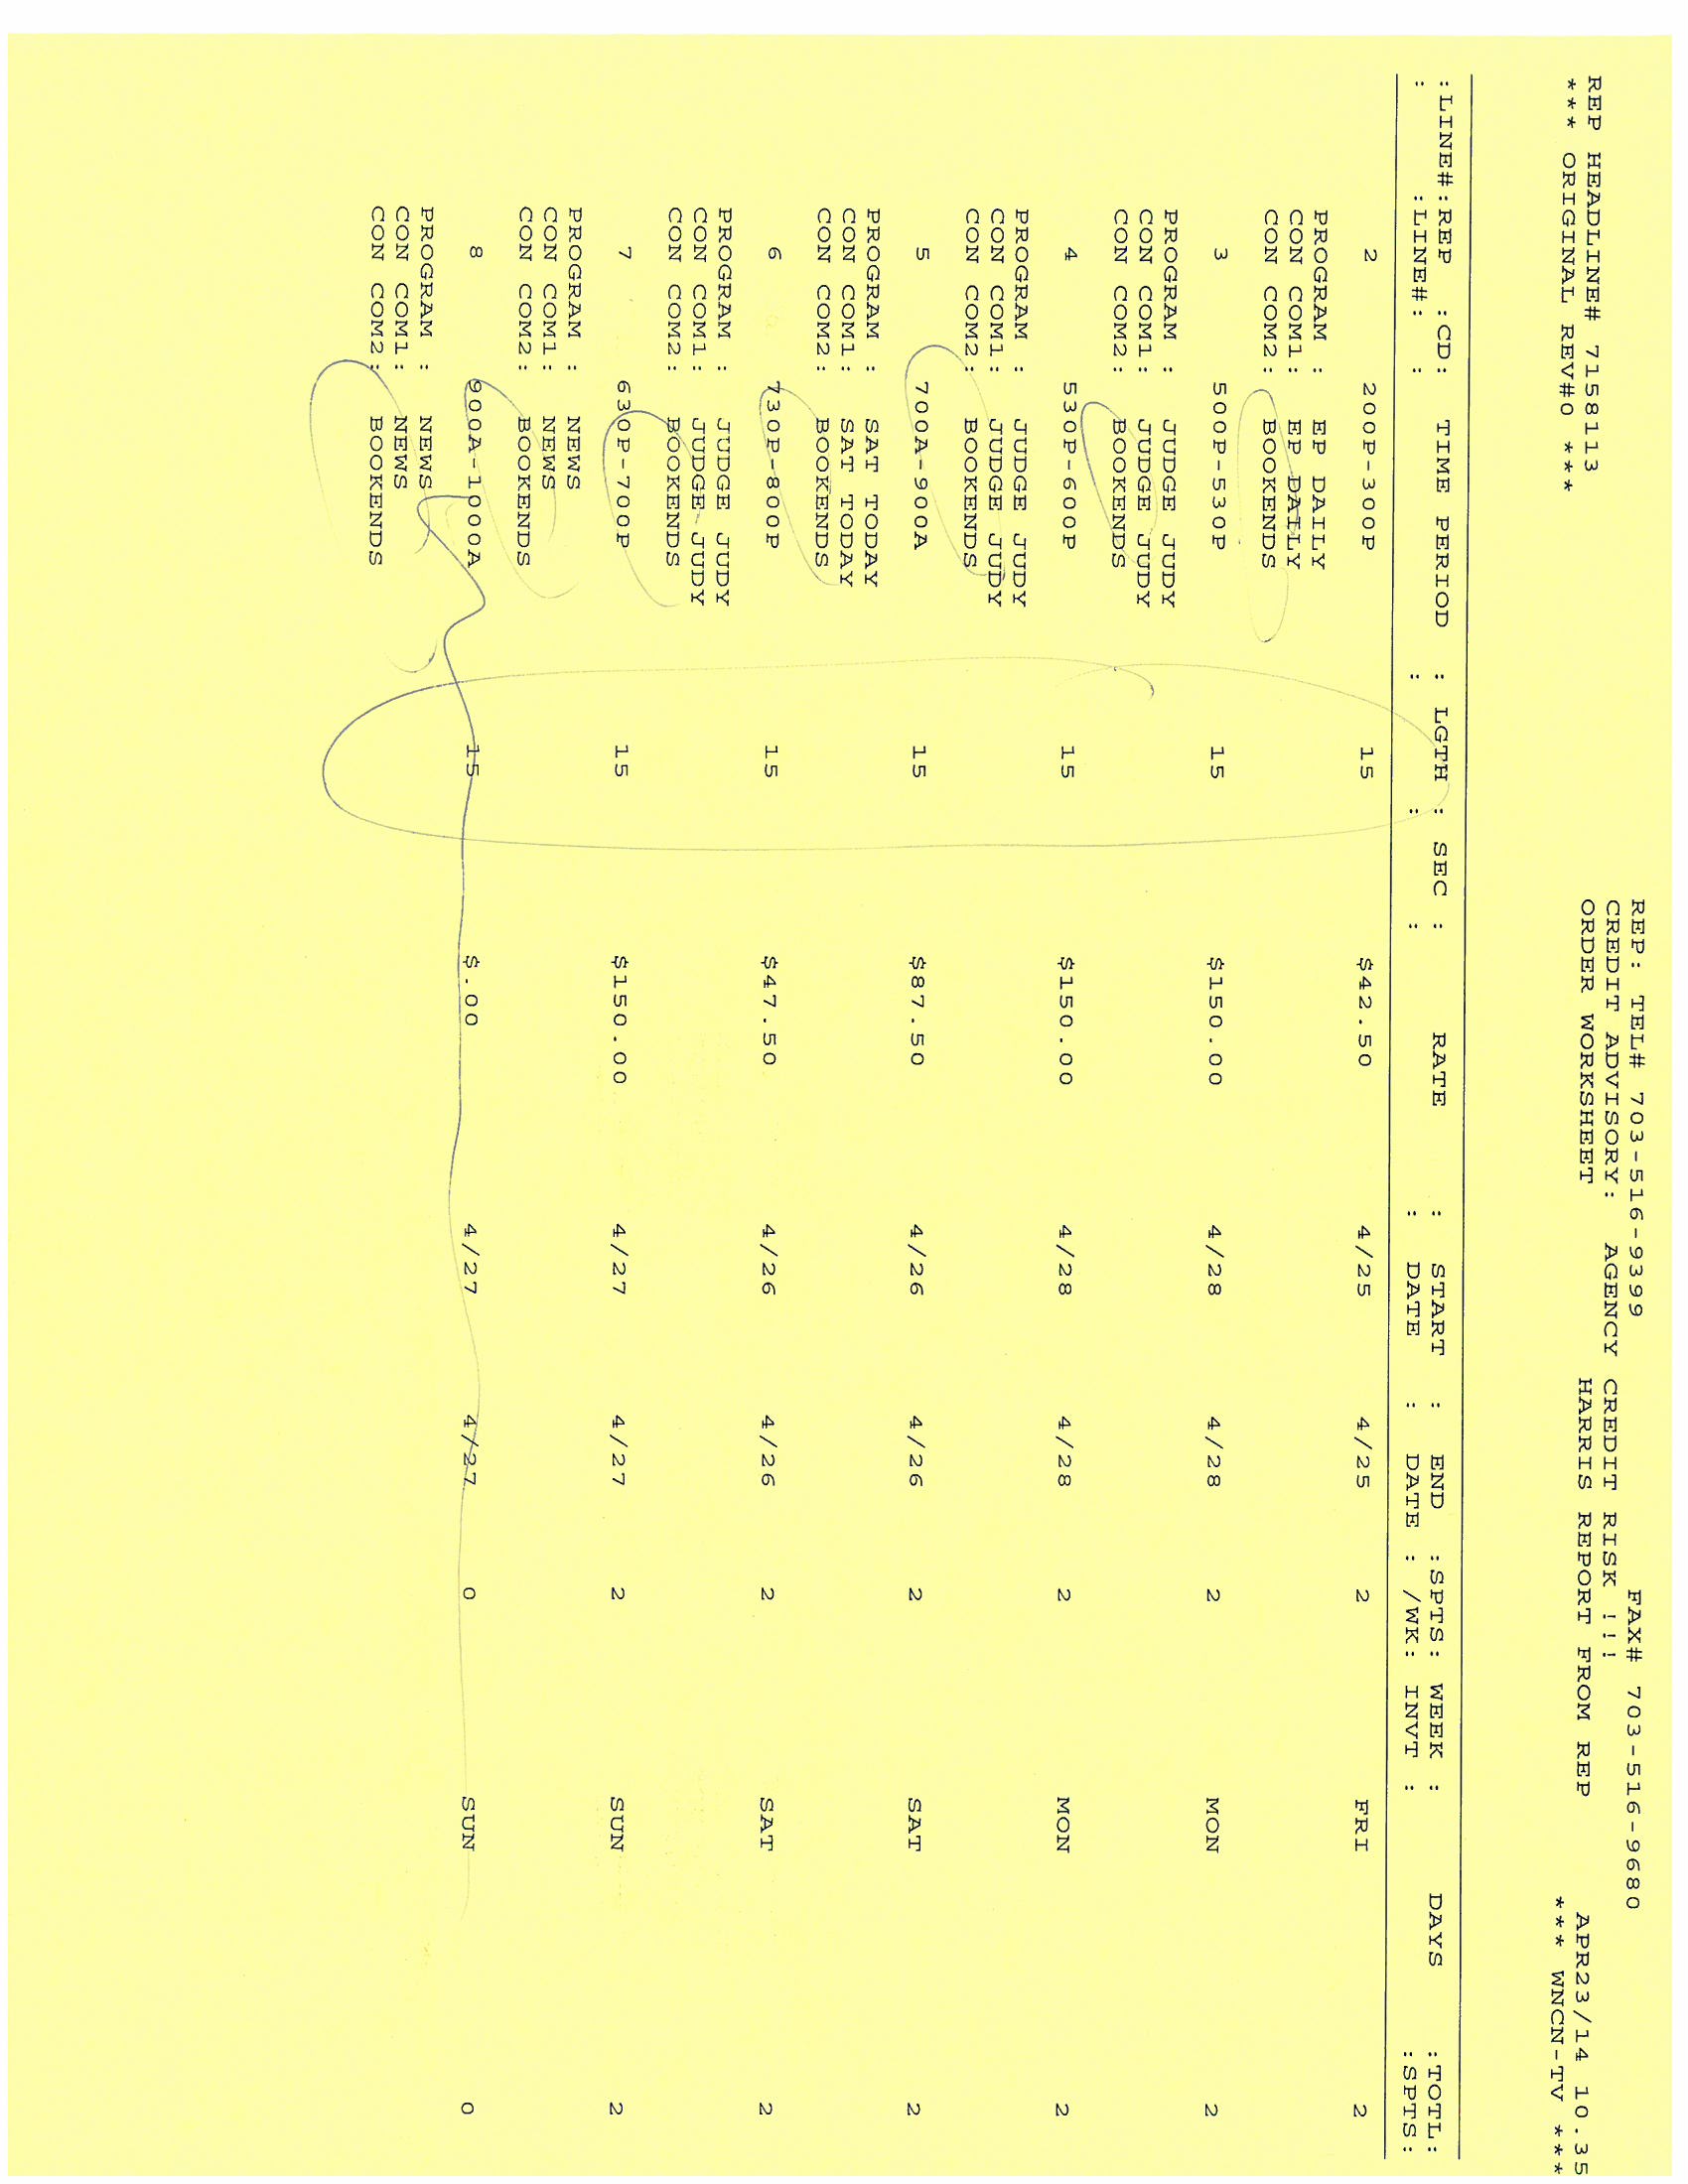 REP: TEL# 703-516-9399 FAX# 703-516-9680
CREDIT ADVISORY: AGENCY CREDIT RISK !!!
REP HEADLINE# 7158113 ORDER WORKSHEET HARRIS REPORT FROM REP APR23/14 10.35
*** ORIGINAL REV#0 *** *** WNCN-TV ***
:LINE#:REP :CD: TIME PERIOD : LGTH : SEC : RATE : START : END :SPTS: WEEK : DAYS :TOTL:
: :LINE#: : : : : : DATE : DATE : /WK: INVT : :SPTS:
2 200P-300P 15 $42.50 4/25 4/25 2 FRI 2
PROGRAM : EP DAILY
CON COM1: EP DAILY
CON COM2: BOOKENDS
3 500P-530P 15 $150.00 4/28 4/28 2 MON 2
PROGRAM : JUDGE JUDY
CON COM1: JUDGE JUDY
CON COM2: BOOKENDS
4 530P-600P 15 $150.00 4/28 4/28 2 MON 2
PROGRAM : JUDGE JUDY
CON COM1: JUDGE JUDY
CON COM2: BOOKENDS
5 700A-900A 15 $87.50 4/26 4/26 2 SAT 2
PROGRAM : SAT TODAY
CON COM1: SAT TODAY
CON COM2: BOOKENDS
6 730P-800P 15 $47.50 4/26 4/26 2 SAT 2
PROGRAM : JUDGE JUDY
CON COM1: JUDGE JUDY
CON COM2: BOOKENDS
7 630P-700P 15 $150.00 4/27 4/27 2 SUN 2
PROGRAM : NEWS
CON COM1: NEWS
CON COM2: BOOKENDS
8 900A-1000A 15 $.00 4/27 4/27 0 SUN 0
PROGRAM : NEWS
CON COM1: NEWS
CON COM2: BOOKENDS